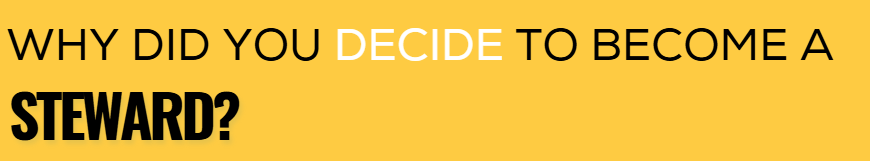 WHY DID YOU DECIDE TO BECOME A
STEWARD?